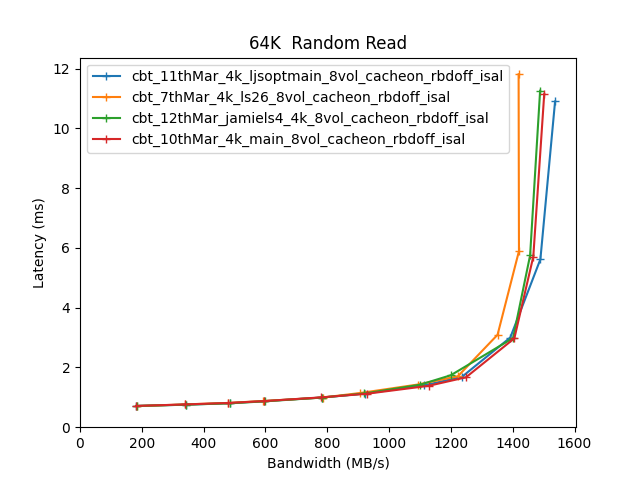 64K  Random Read
cbt_11thMar_4k_ljsoptmain_8vol_cacheon_rbdoff_isal
cbt_7thMar_4k_ls26_8vol_cacheon_rbdoff_isal
cbt_12thMar_jamiels4_4k_8vol_cacheon_rbdoff_isal
cbt_10thMar_4k_main_8vol_cacheon_rbdoff_isal
Latency (ms)
12
10
8
6
4
2
0
0 200 400 600 800 1000 1200 1400 1600
Bandwidth (MB/s)